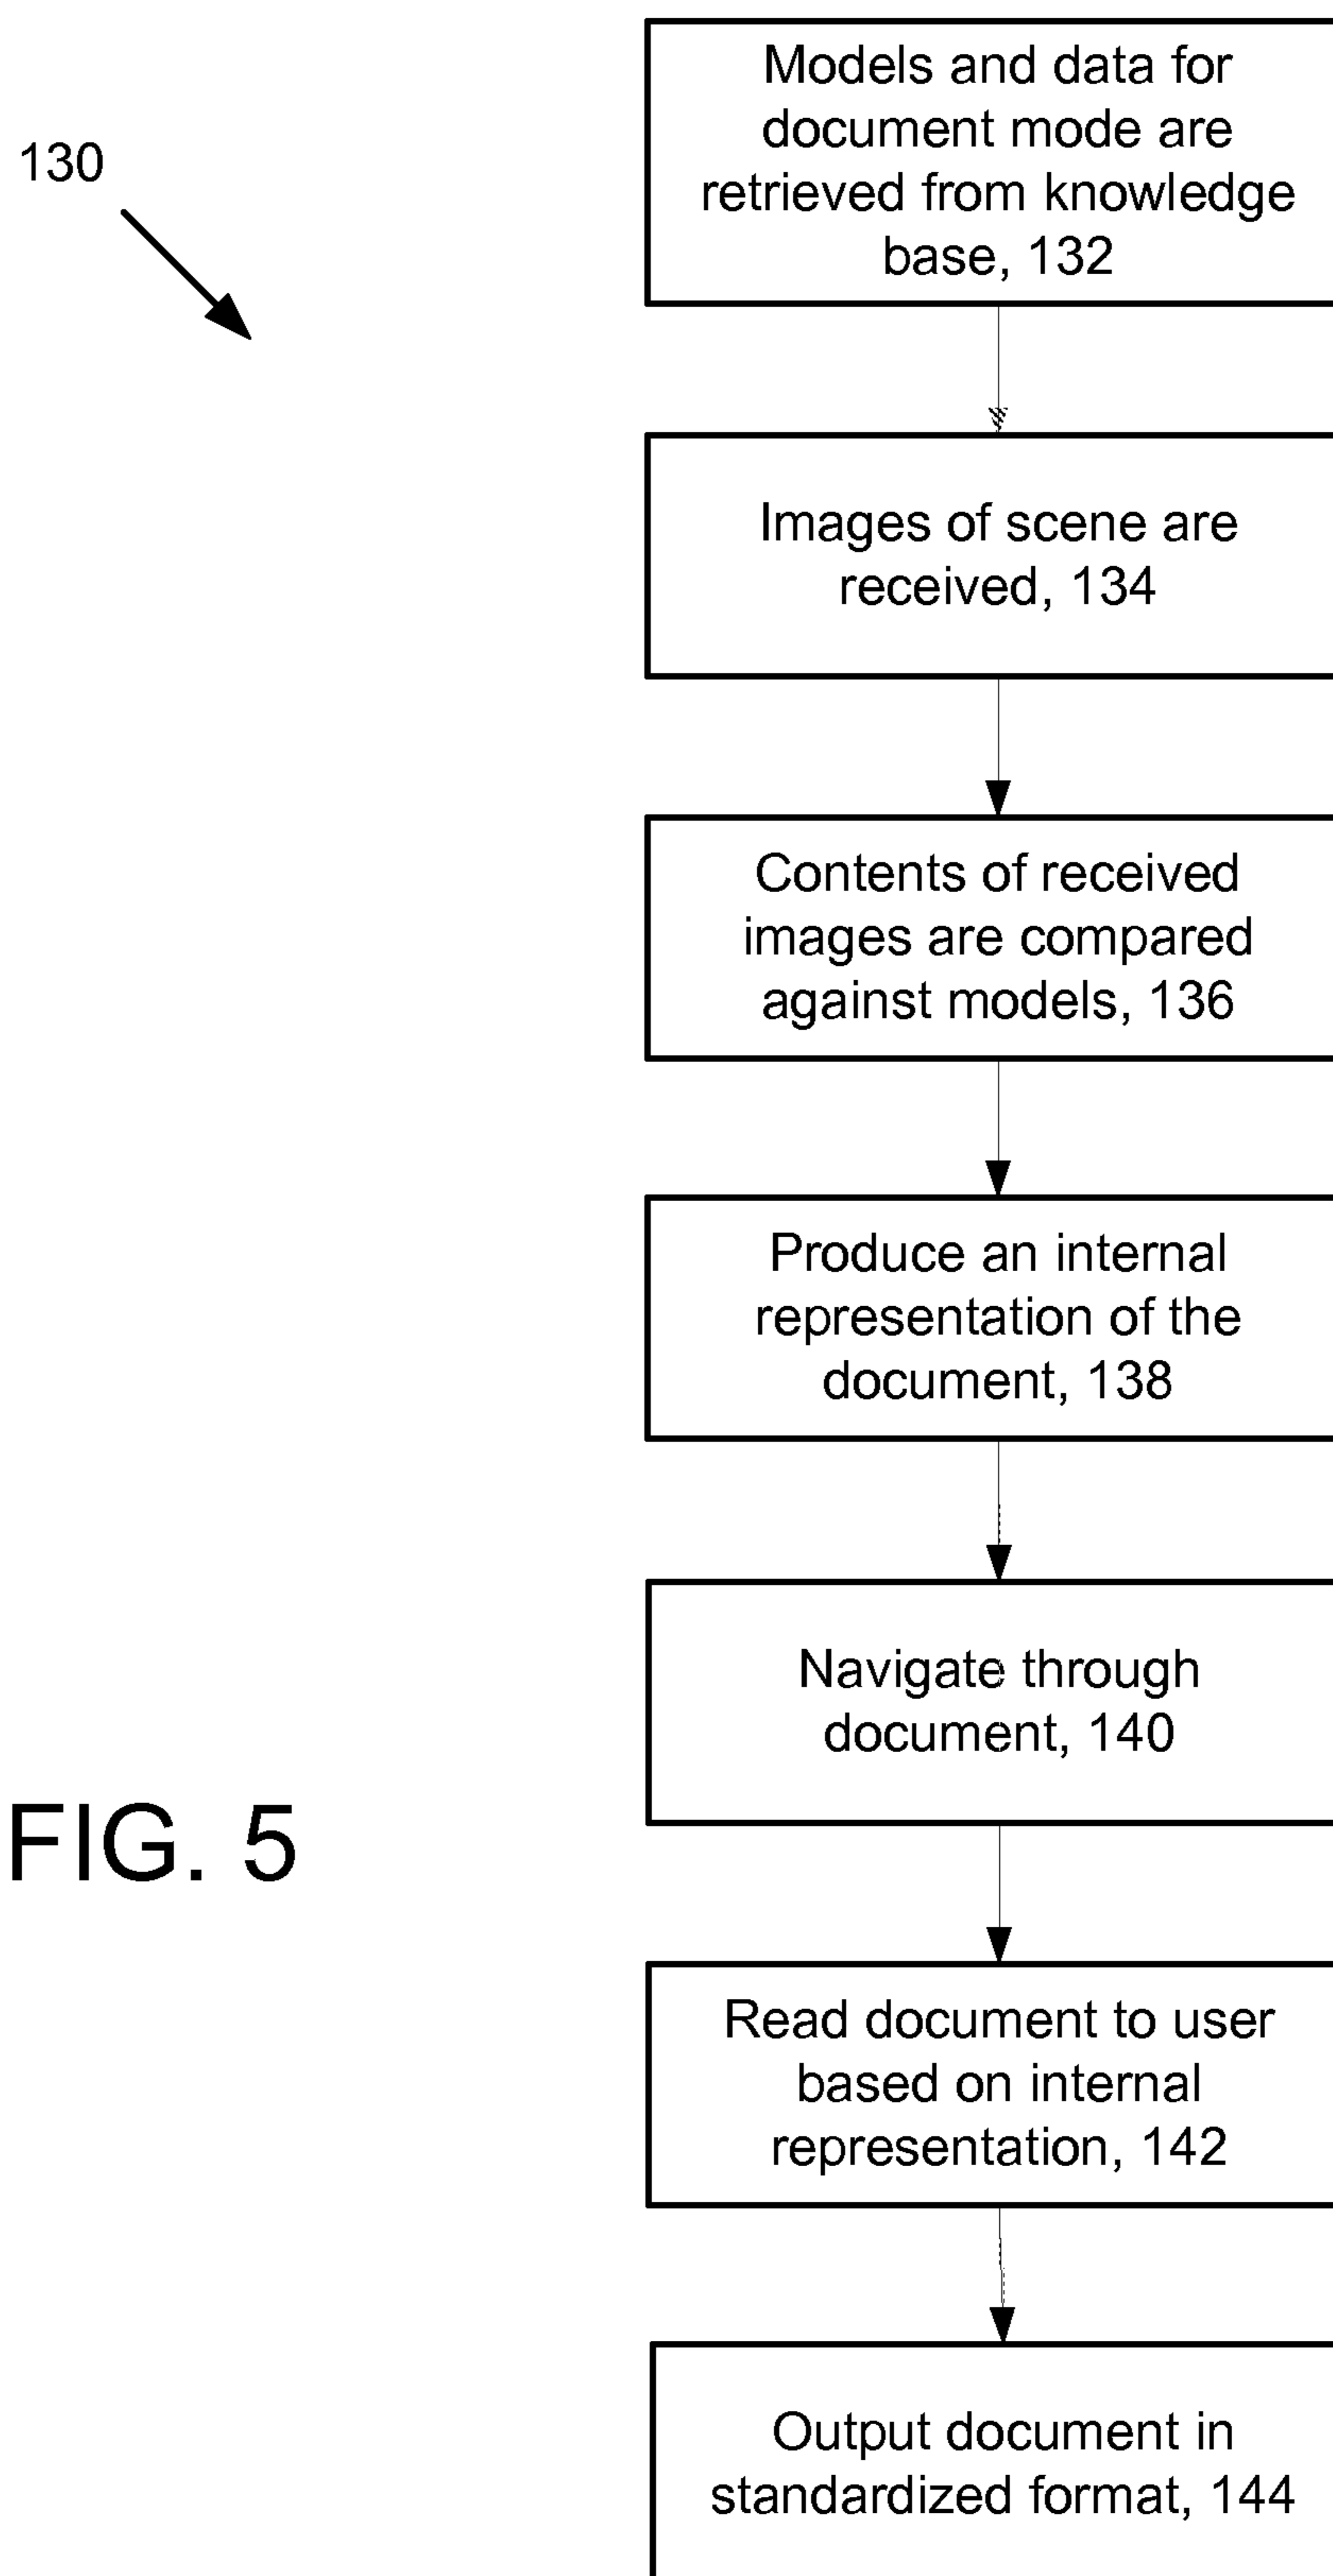 130
Models and data for
document mode are
retrieved from knowledge
base, 132
Images of scene are
received, 134
Contents of received
images are compared
against models, 136
Produce an internal
representation of the
document, 138
Navigate through
document, 140
FIG. 5
Read document to user
based on internal
representation, 142
Output document in
standardized format, 144